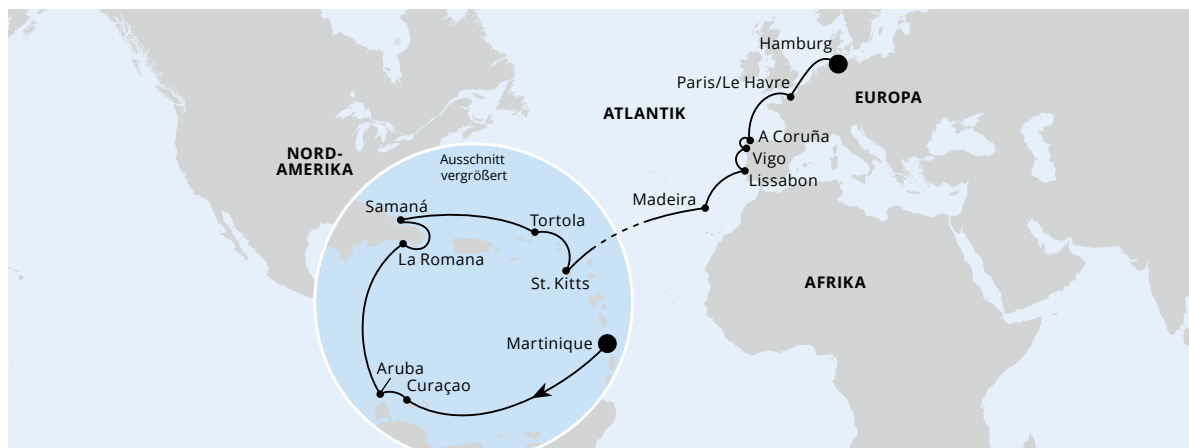 Hamburg
Paris/Le Havre
EUROPA
ATLANTIK
A Coruña
NORD-
AMERIKA
Ausschnitt
vergrößert
Vigo
Lissabon
Madeira
Samaná
Tortola
La Romana
St. Kitts
AFRIKA
Martinique
Aruba
Curaçao